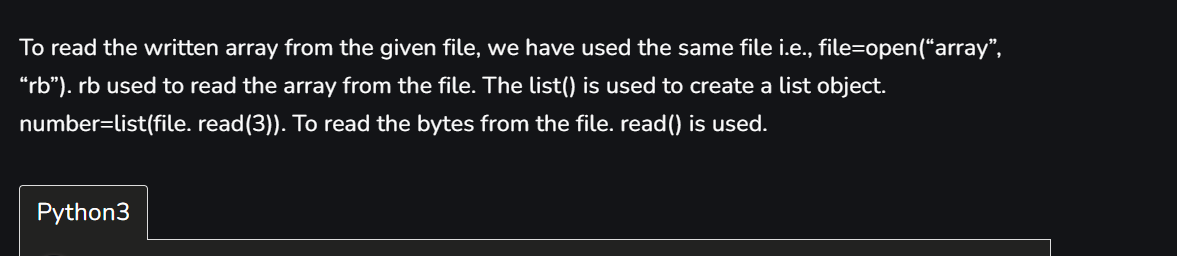 To read the written array from the given file, we have used the same file i.e., file=open(“array”,
“rb”). rb used to read the array from the file. The list() is used to create a list object.
number=list(file. read(3)). To read the bytes from the file. read() is used.
Python3